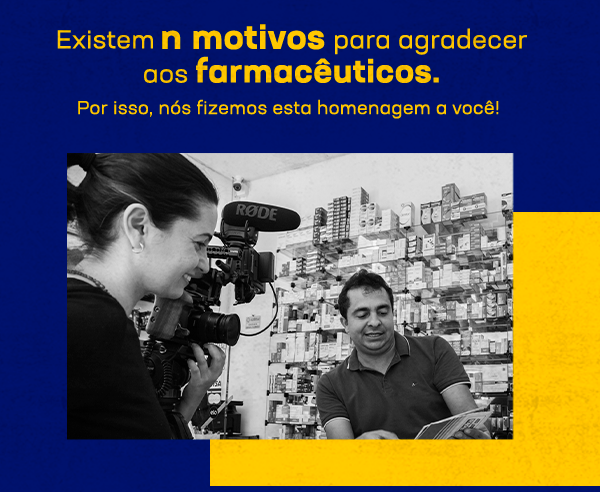 Existem n motivos para agradecer
aos farmacêuticos.
Por isso, nós fizemos esta homenagem a você!
RØDE